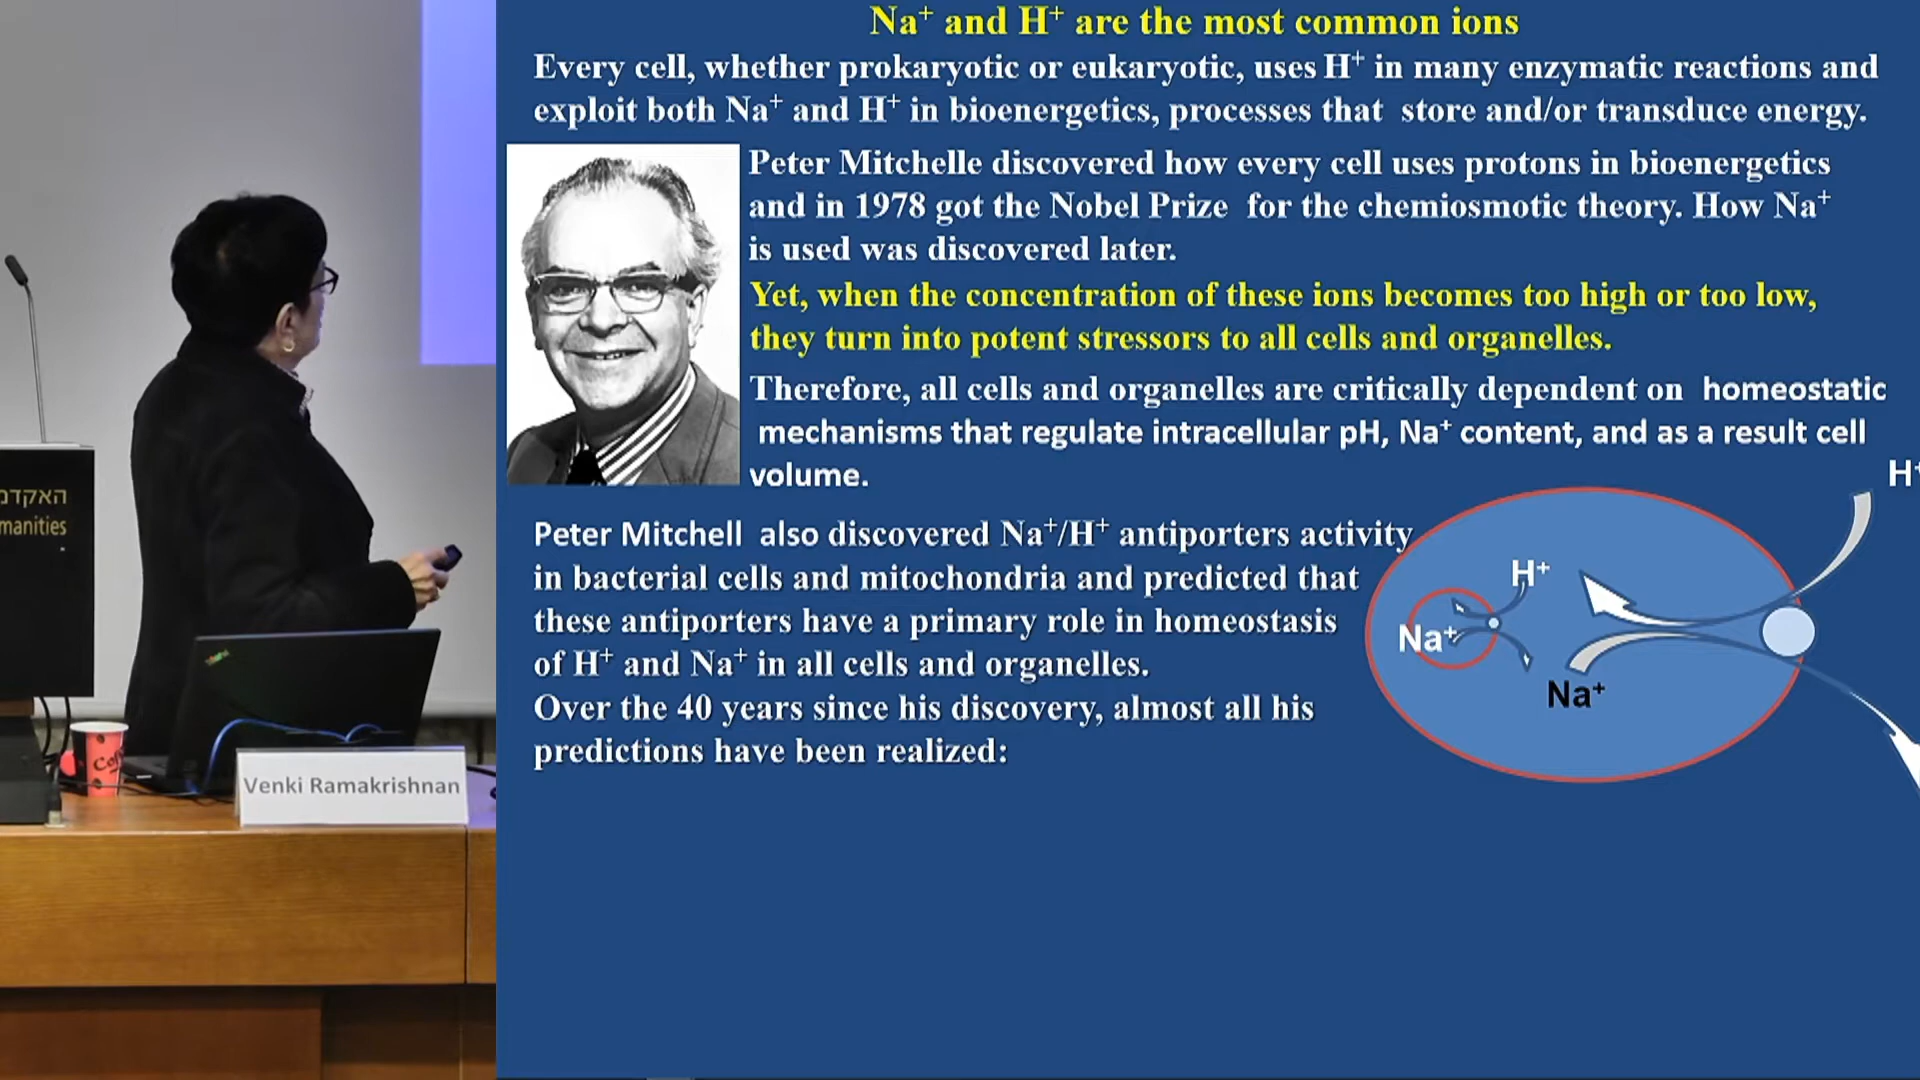 Na⁺ and H⁺ are the most common ions
Every cell, whether prokaryotic or eukaryotic, uses H⁺ in many enzymatic reactions and
exploit both Na⁺ and H⁺ in bioenergetics, processes that store and/or transduce energy.
Peter Mitchelle discovered how every cell uses protons in bioenergetics
and in 1978 got the Nobel Prize for the chemiosmotic theory. How Na⁺
is used was discovered later.
Yet, when the concentration of these ions becomes too high or too low,
they turn into potent stressors to all cells and organelles.
Therefore, all cells and organelles are critically dependent on homeostatic
mechanisms that regulate intracellular pH, Na⁺ content, and as a result cell
volume.
Peter Mitchell also discovered Na⁺/H⁺ antiporters activity
in bacterial cells and mitochondria and predicted that
these antiporters have a primary role in homeostasis
of H⁺ and Na⁺ in all cells and organelles.
Over the 40 years since his discovery, almost all his
predictions have been realized:
H⁺
H⁺
Na⁺
Na⁺
האקדמ
manities
Cof
Venki Ramakrishnan